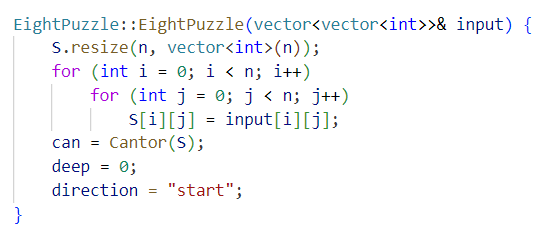 EightPuzzle::EightPuzzle(vector<vector<int>>& input) {
    S.resize(n, vector<int>(n));
    for (int i = 0; i < n; i++)
        for (int j = 0; j < n; j++)
            S[i][j] = input[i][j];
    can = Cantor(S);
    deep = 0;
    direction = "start";
}